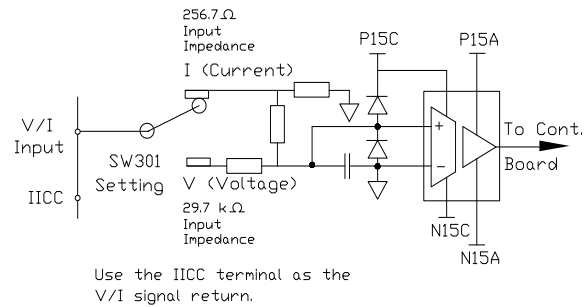 256.7Ω
Input
Impedance
I (Current)
P15C
P15A
V/I
Input
SW301
Setting
IICC
V (Voltage)
29.7 kΩ
Input
Impedance
+
−
To Cont.
Board
N15C
N15A
Use the IICC terminal as the
V/I signal return.